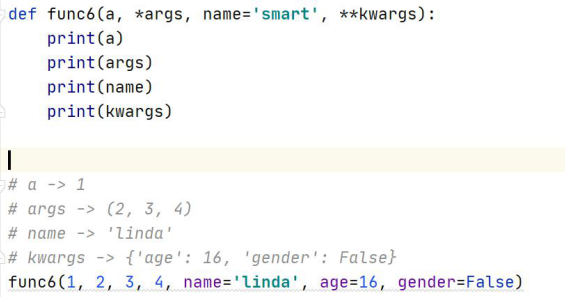 def func6(a, *args, name='smart', **kwargs):
    print(a)
    print(args)
    print(name)
    print(kwargs)
# a -> 1
# args -> (2, 3, 4)
# name -> 'linda'
# kwargs -> {'age': 16, 'gender': False}
func6(1, 2, 3, 4, name='linda', age=16, gender=False)